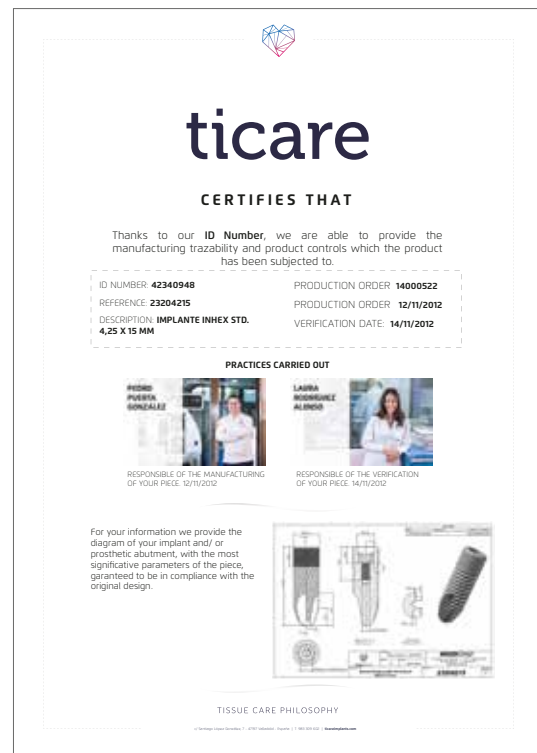 ticare
CERTIFIES THAT
Thanks to our ID Number, we are able to provide the
manufacturing trazability and product controls which the product
has been subjected to.
ID NUMBER: 42340948
REFERENCE: 23204215
DESCRIPTION: IMPLANTE INHEX STD.
4,25 X 15 MM
PRODUCTION ORDER 14000522
PRODUCTION ORDER 12/11/2012
VERIFICATION DATE: 14/11/2012
PRACTICES CARRIED OUT
PEDRO
PUERTA
GONZALEZ
LAURA
RODRIGUEZ
ALONSO
RESPONSIBLE OF THE MANUFACTURING
OF YOUR PIECE. 12/11/2012
RESPONSIBLE OF THE VERIFICATION
OF YOUR PIECE. 14/11/2012
For your information we provide the
diagram of your implant and/ or
prosthetic abutment, with the most
significative parameters of the piece,
garanteed to be in compliance with the
original design.
TISSUE CARE PHILOSOPHY